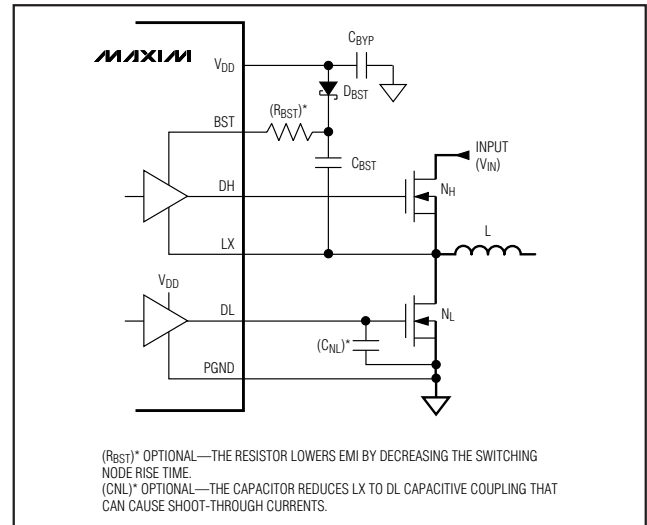 MAXIM
VDD
CBYP
DBST
(RBST)*
BST
CBST
INPUT
(VIN)
DH
NH
L
LX
VDD
DL
NL
(CNL)*
PGND
(RBST)* OPTIONAL—THE RESISTOR LOWERS EMI BY DECREASING THE SWITCHING
NODE RISE TIME.
(CNL)* OPTIONAL—THE CAPACITOR REDUCES LX TO DL CAPACITIVE COUPLING THAT
CAN CAUSE SHOOT-THROUGH CURRENTS.